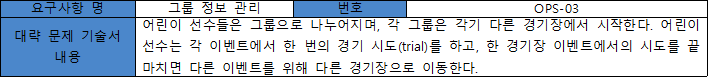 요구사항 명 그룹 정보 관리 번호 OPS-03
대략 문제 기술서 내용
어린이 선수들은 그룹으로 나누어지며, 각 그룹은 각기 다른 경기장에서 시작한다. 어린이
선수는 각 이벤트에서 한 번의 경기 시도(trial)를 하고, 한 경기장 이벤트에서의 시도를 끝
마치면 다른 이벤트를 위해 다른 경기장으로 이동한다.